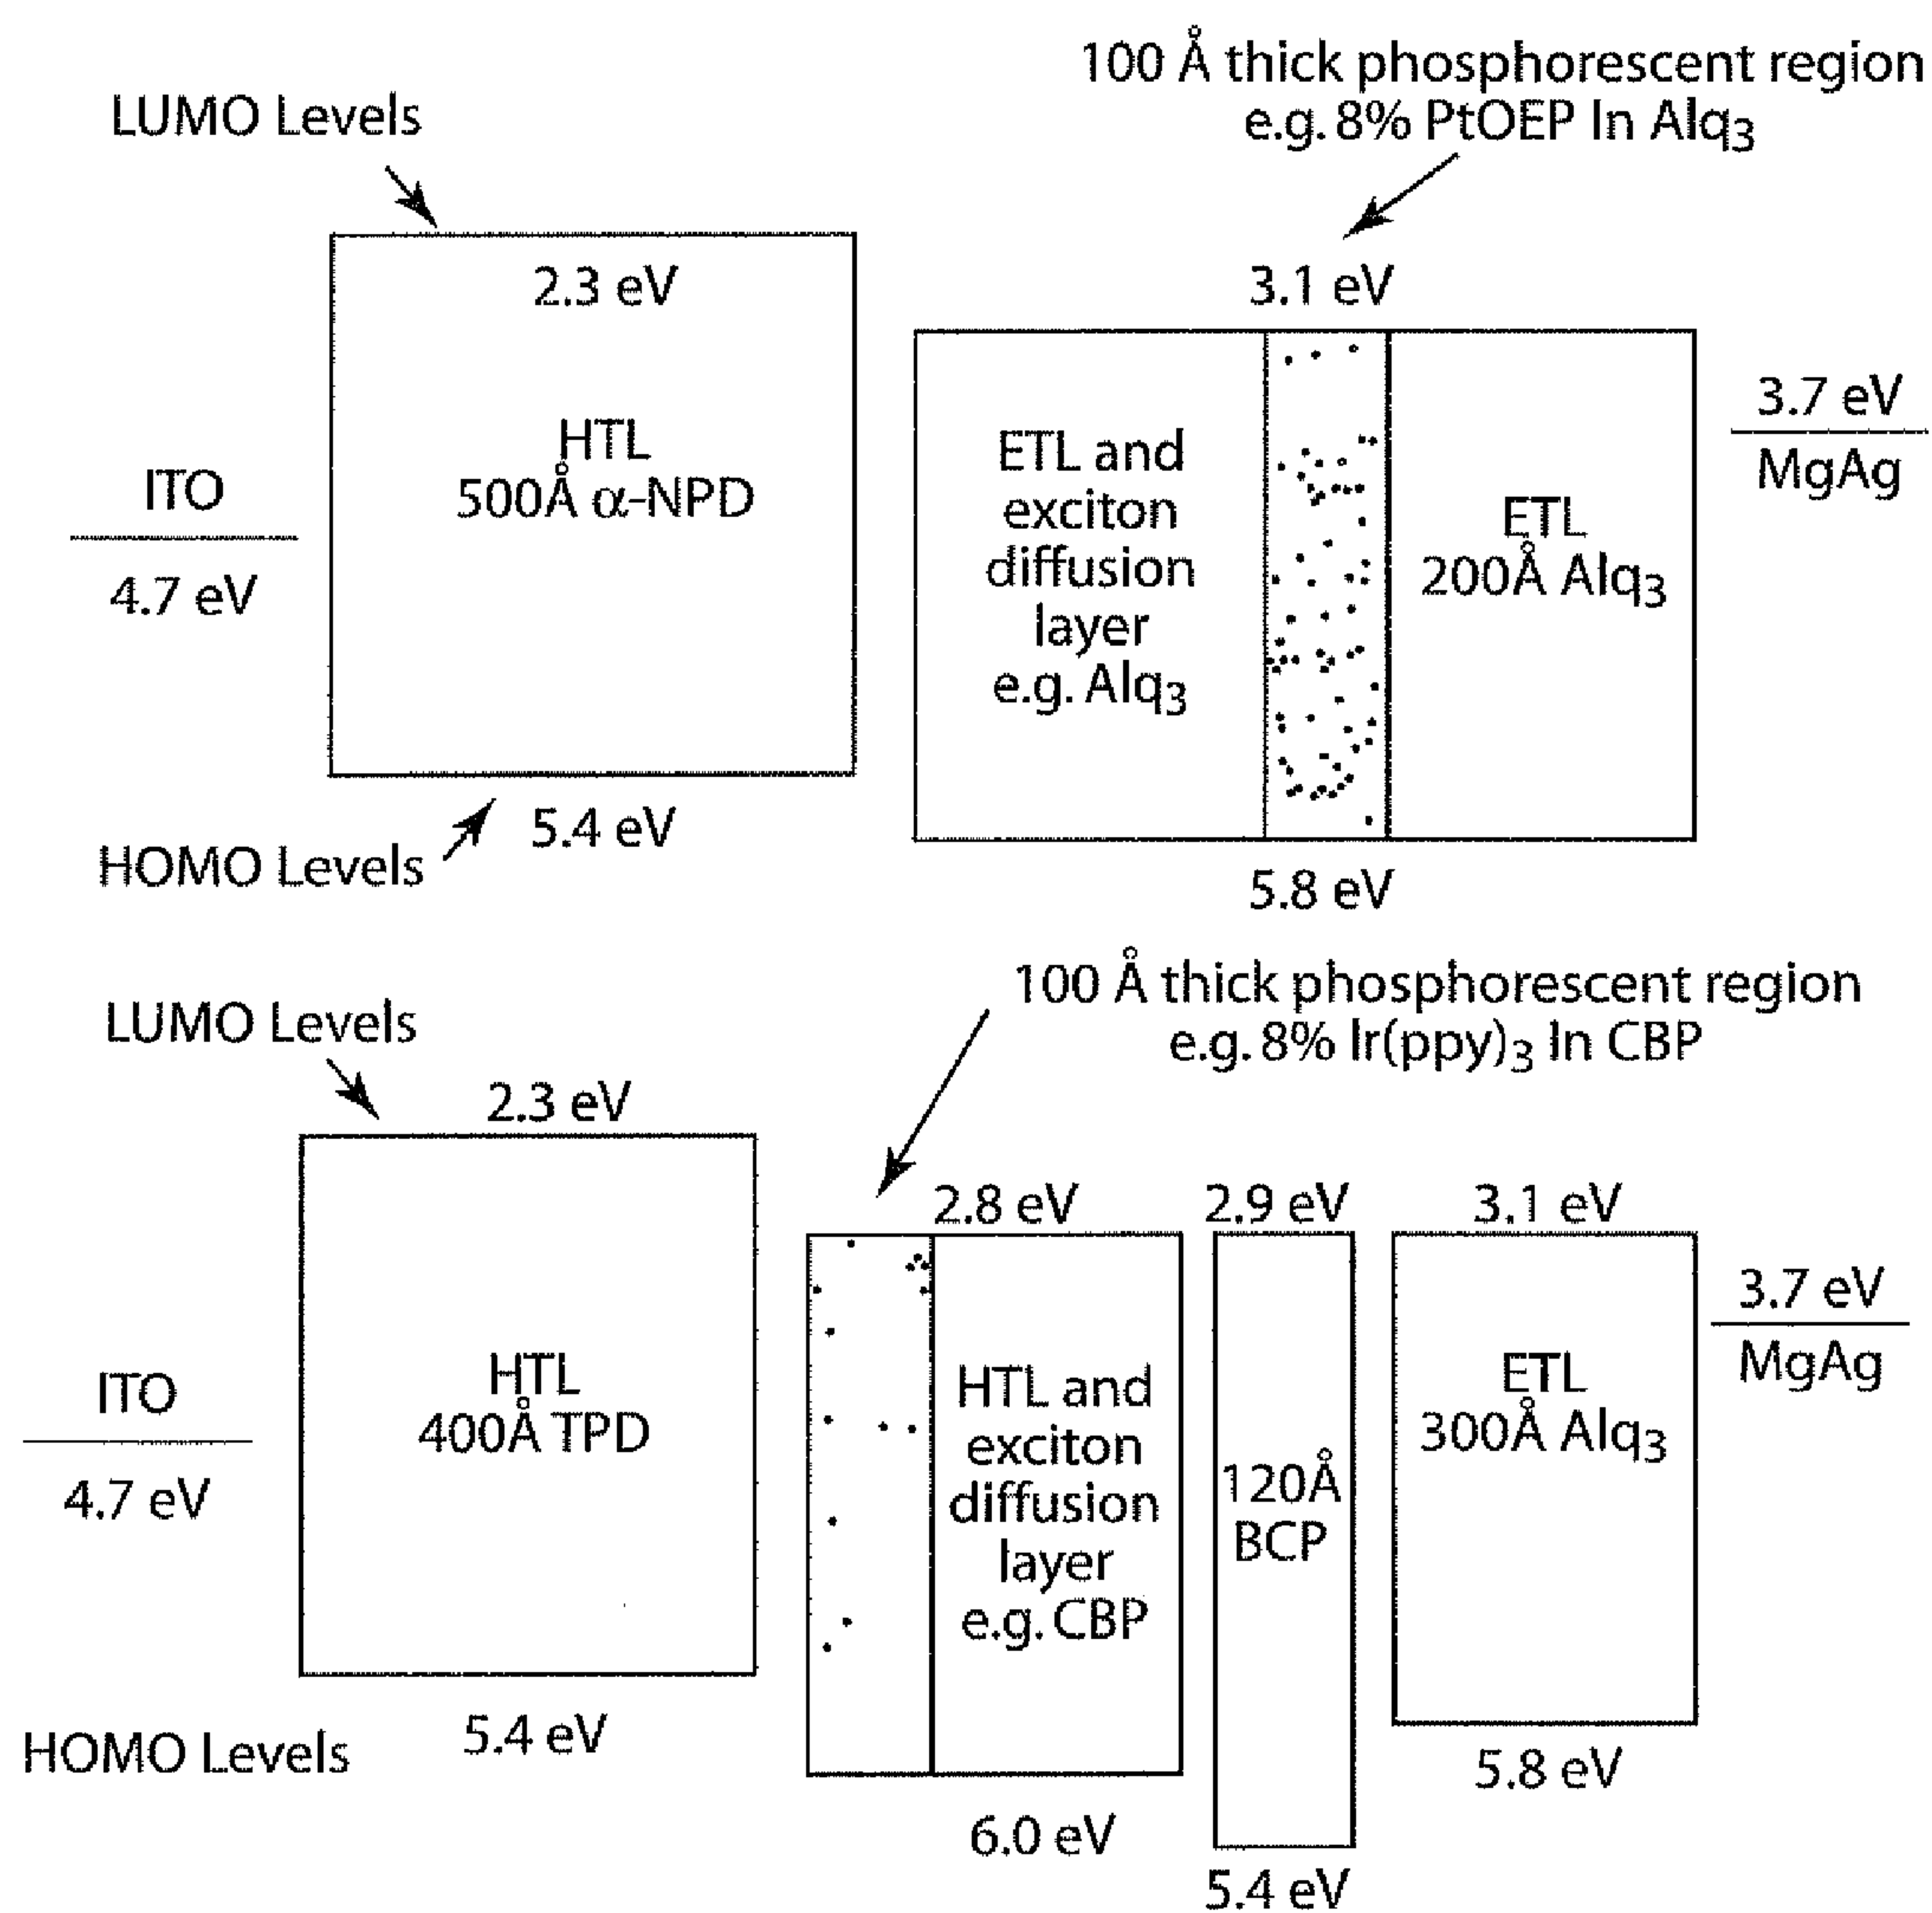 100 Å thick phosphorescent region
e.g. 8% PtOEP In Alq₃
LUMO Levels
2.3 eV
3.1 eV
HTL
500Å α-NPD
ITO
4.7 eV
ETL and
exciton
diffusion
layer
e.g. Alq₃
ETL
200Å Alq₃
3.7 eV
MgAg
HOMO Levels
5.4 eV
5.8 eV
100 Å thick phosphorescent region
e.g. 8% Ir(ppy)₃ In CBP
LUMO Levels
2.3 eV
2.8 eV
2.9 eV
3.1 eV
ITO
4.7 eV
HTL
400Å TPD
HTL and
exciton
diffusion
layer
e.g. CBP
120Å
BCP
ETL
300Å Alq₃
3.7 eV
MgAg
HOMO Levels
5.4 eV
6.0 eV
5.4 eV
5.8 eV